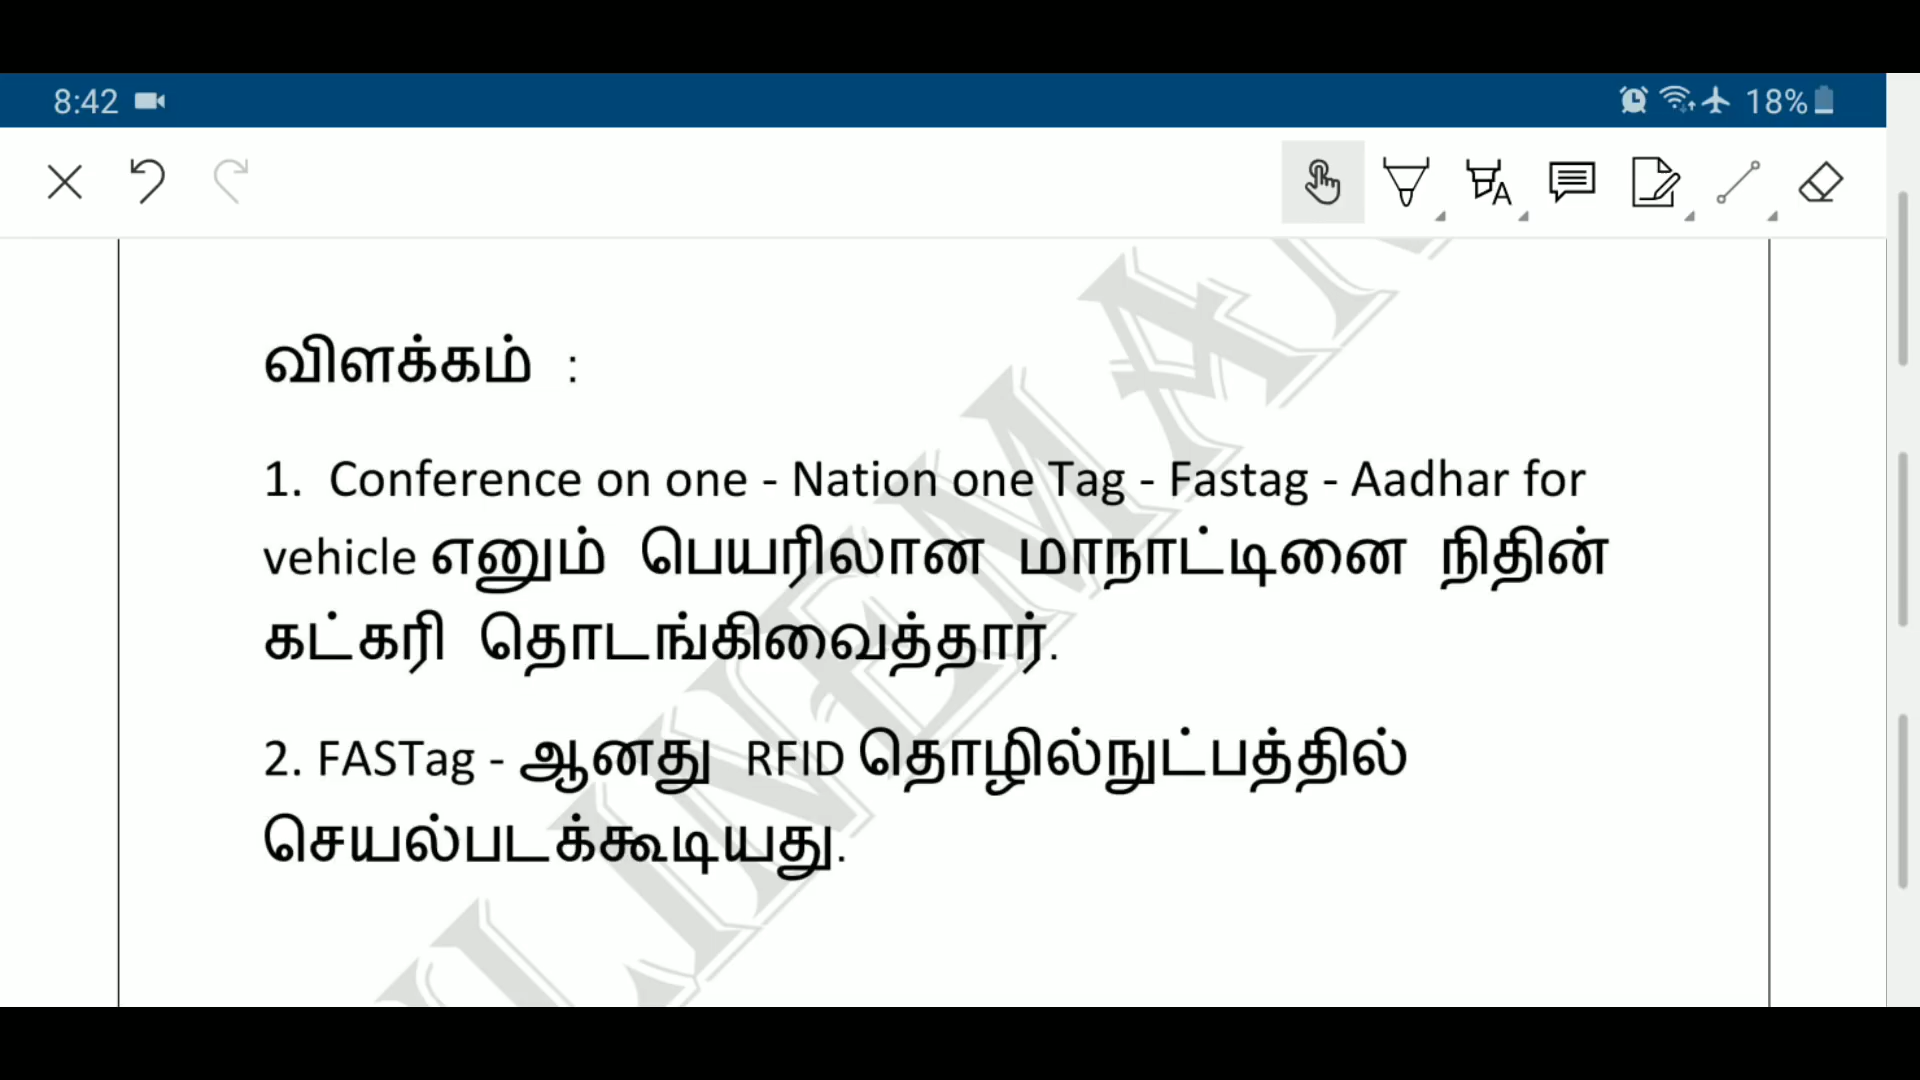 8:42 18%
விளக்கம் :
1. Conference on one - Nation one Tag - Fastag - Aadhar for
vehicle எனும் பெயரிலான மாநாட்டினை நிதின்
கட்கரி தொடங்கிவைத்தார்.
2. FASTag - ஆனது RFID தொழில்நுட்பத்தில்
செயல்படக்கூடியது.